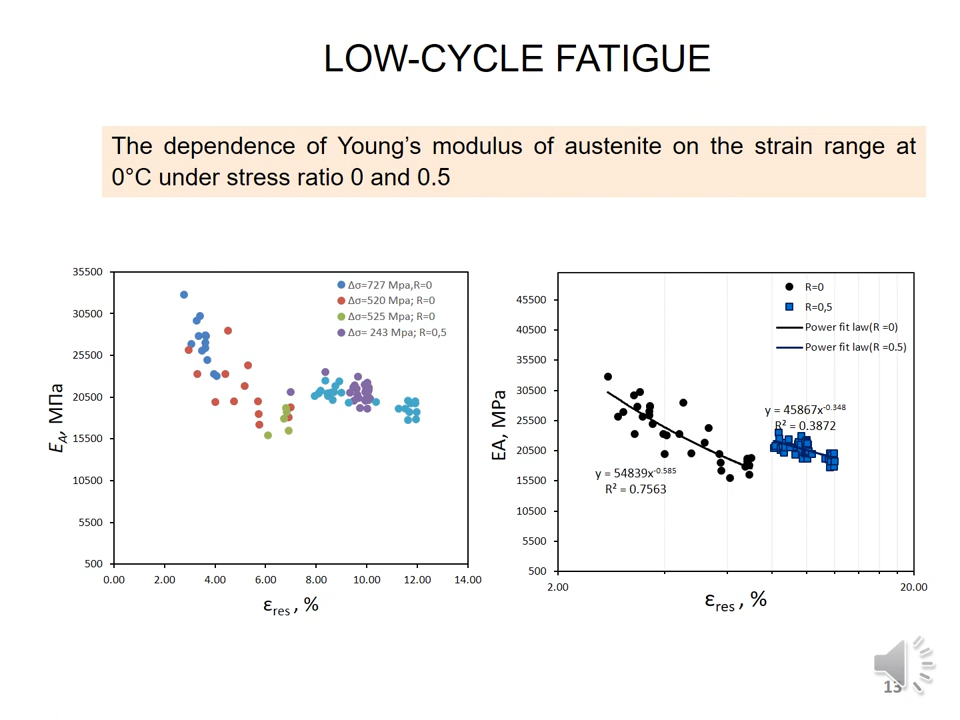 LOW-CYCLE FATIGUE
The dependence of Young’s modulus of austenite on the strain range at
0°C under stress ratio 0 and 0.5
35500
30500
25500
20500
15500
10500
5500
500
0.00 2.00 4.00 6.00 8.00 10.00 12.00 14.00
E_A, МПа
ε_res , %
Δσ=727 Mpa,R=0
Δσ=520 Mpa; R=0
Δσ=525 Mpa; R=0
Δσ= 243 Mpa; R=0,5
45500
40500
35500
30500
25500
20500
15500
10500
5500
500
2.00 20.00
EA, MPa
ε_res , %
R=0
R=0,5
Power fit law(R =0)
Power fit law(R =0.5)
y = 45867x^-0.348
R² = 0.3872
y = 54839x^-0.585
R² = 0.7563
13